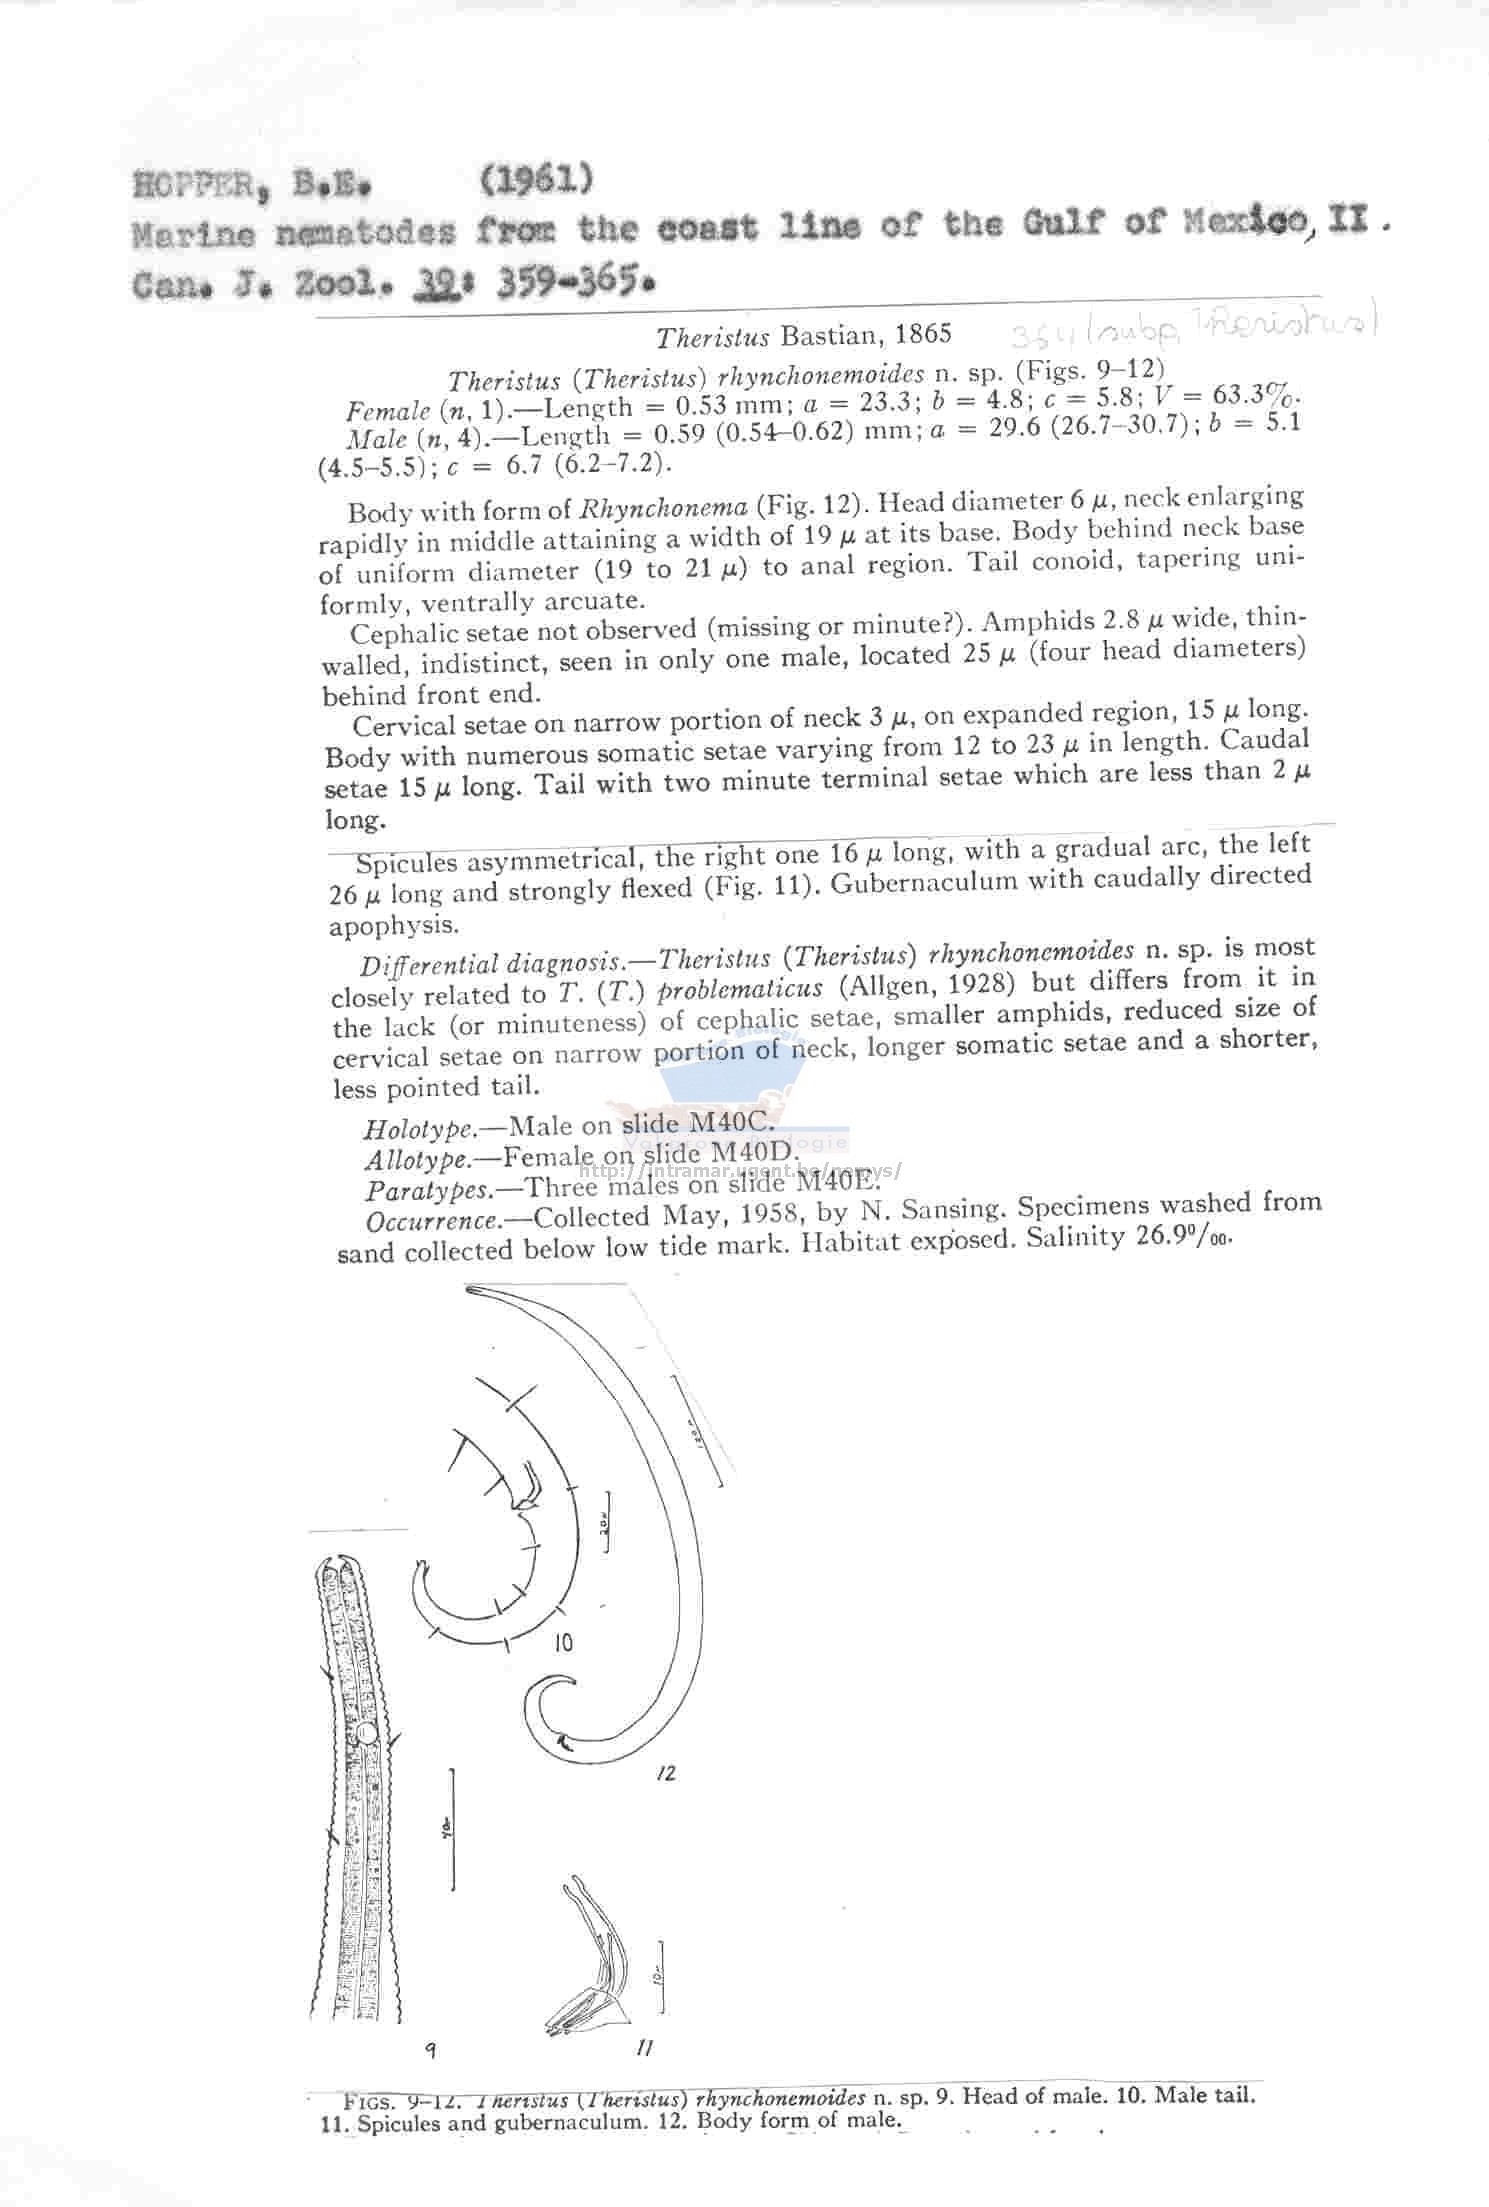 HOPPER, B.E. (1961)
Marine nematodes from the coast line of the Gulf of Mexico, II.
Can. J. Zool. 39: 359-365.
Theristus Bastian, 1865
364 (subg. Theristus)
Theristus (Theristus) rhynchonemoides n. sp. (Figs. 9–12)
Female (n, 1).—Length = 0.53 mm; a = 23.3; b = 4.8; c = 5.8; V = 63.3%.
Male (n, 4).—Length = 0.59 (0.54–0.62) mm; a = 29.6 (26.7–30.7); b = 5.1
(4.5–5.5); c = 6.7 (6.2–7.2).
Body with form of Rhynchonema (Fig. 12). Head diameter 6 μ, neck enlarging
rapidly in middle attaining a width of 19 μ at its base. Body behind neck base
of uniform diameter (19 to 21 μ) to anal region. Tail conoid, tapering uni-
formly, ventrally arcuate.
Cephalic setae not observed (missing or minute?). Amphids 2.8 μ wide, thin-
walled, indistinct, seen in only one male, located 25 μ (four head diameters)
behind front end.
Cervical setae on narrow portion of neck 3 μ, on expanded region, 15 μ long.
Body with numerous somatic setae varying from 12 to 23 μ in length. Caudal
setae 15 μ long. Tail with two minute terminal setae which are less than 2 μ
long.
Spicules asymmetrical, the right one 16 μ long, with a gradual arc, the left
26 μ long and strongly flexed (Fig. 11). Gubernaculum with caudally directed
apophysis.
Differential diagnosis.—Theristus (Theristus) rhynchonemoides n. sp. is most
closely related to T. (T.) problematicus (Allgen, 1928) but differs from it in
the lack (or minuteness) of cephalic setae, smaller amphids, reduced size of
cervical setae on narrow portion of neck, longer somatic setae and a shorter,
less pointed tail.
Holotype.—Male on slide M40C.
Allotype.—Female on slide M40D.
Paratypes.—Three males on slide M40E.
Occurrence.—Collected May, 1958, by N. Sansing. Specimens washed from
sand collected below low tide mark. Habitat exposed. Salinity 26.9⁰/₀₀.
Biologie
http://intramar.ugent.be/nemys/
120μ
20μ
10
12
10μ
9
11
FIGS. 9–12. Theristus (Theristus) rhynchonemoides n. sp. 9. Head of male. 10. Male tail.
11. Spicules and gubernaculum. 12. Body form of male.